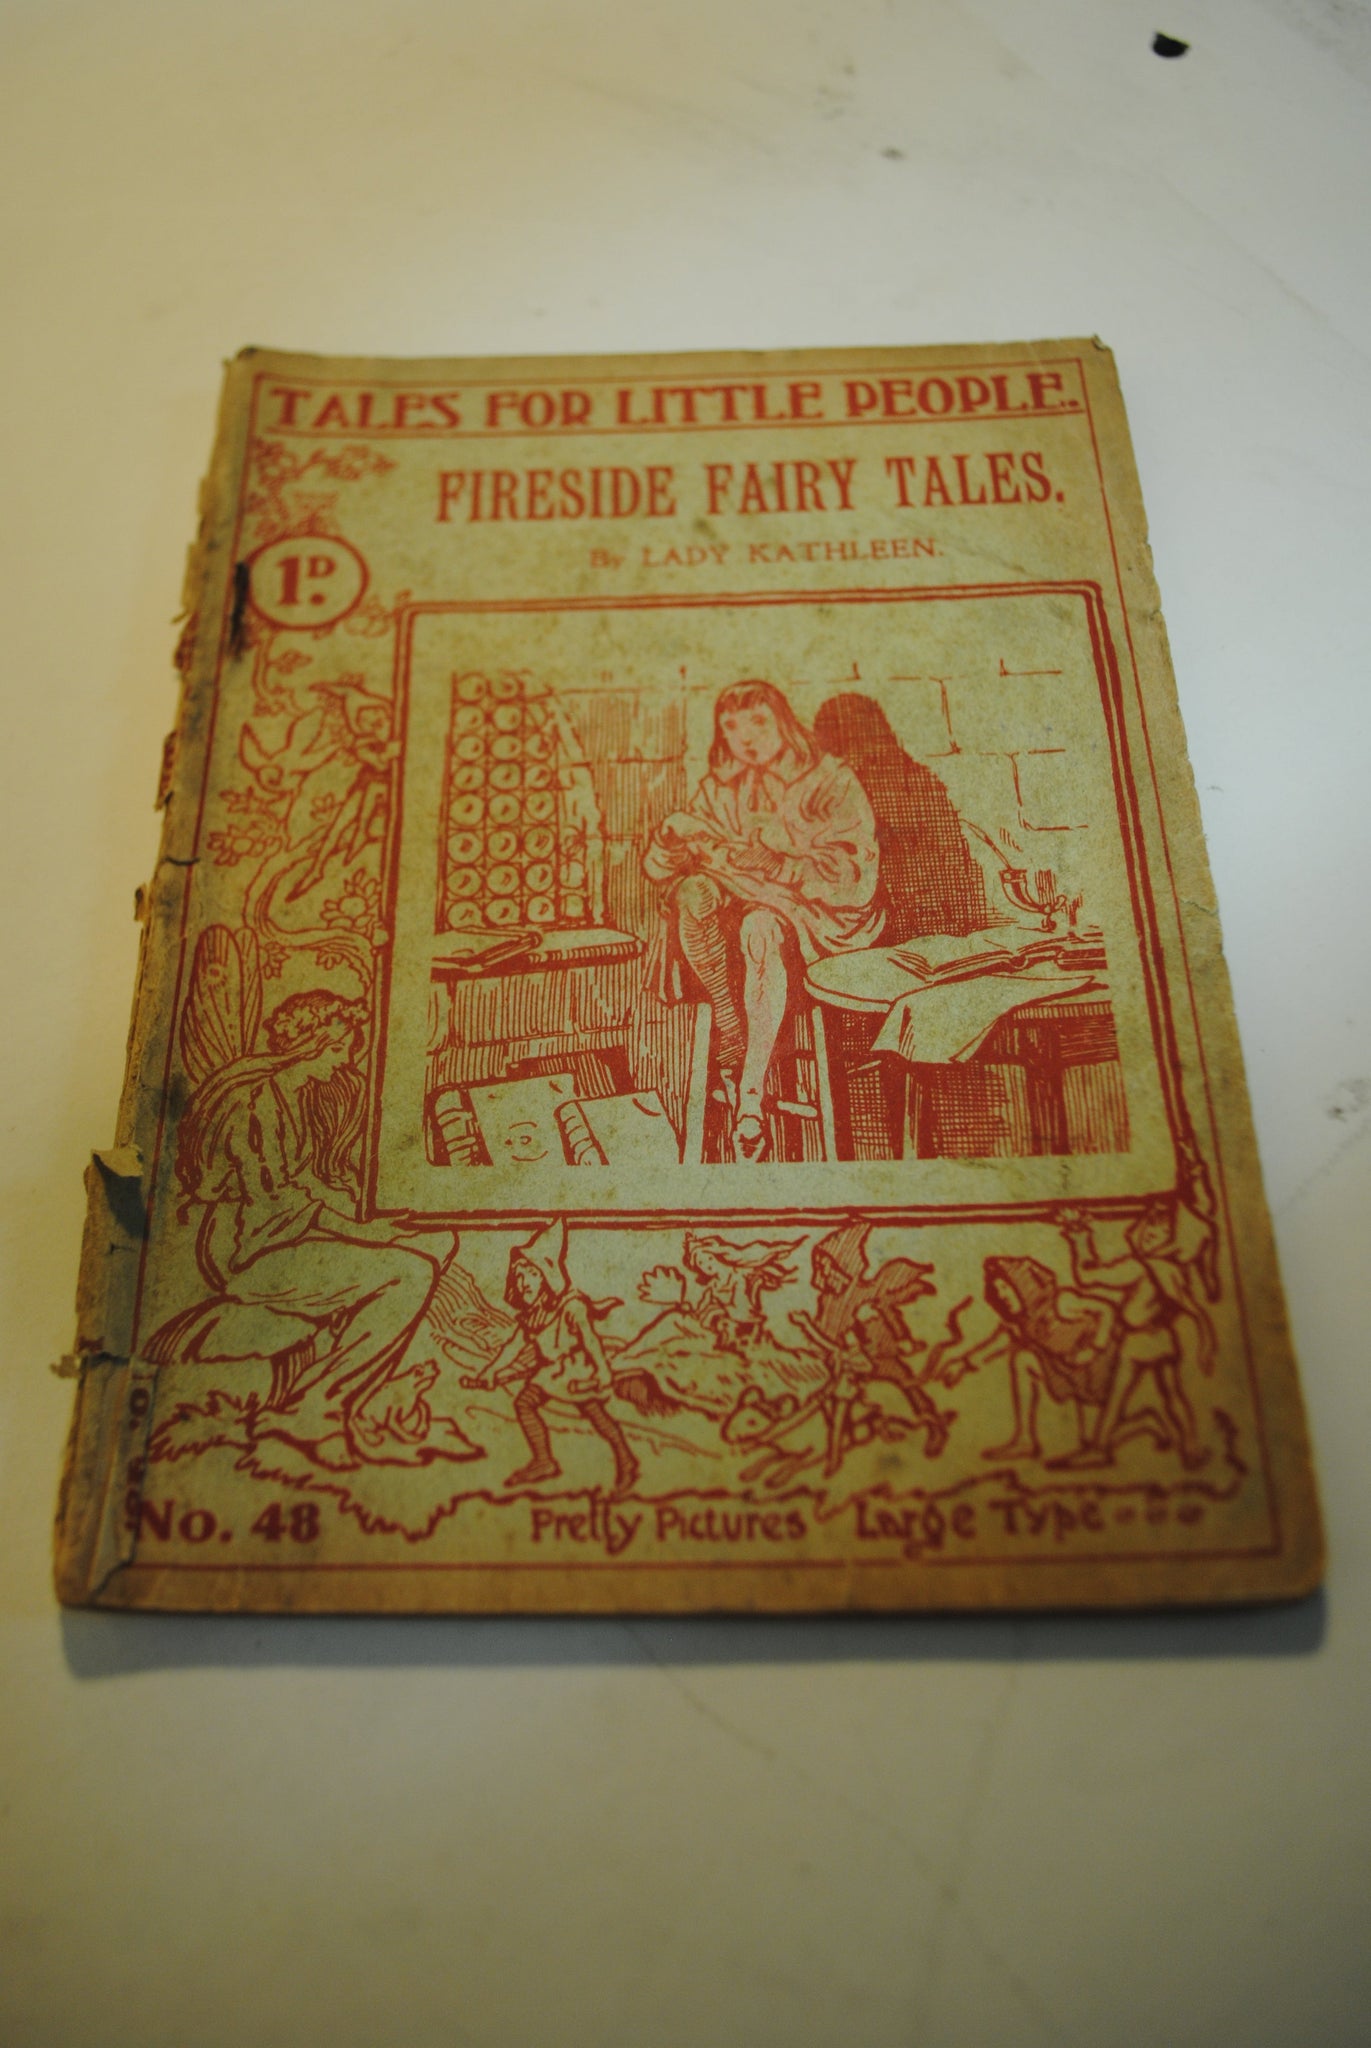 TALES FOR LITTLE PEOPLE.
FIRESIDE FAIRY TALES.
By LADY KATHLEEN.
1D.
No. 48 Pretty Pictures Large Type